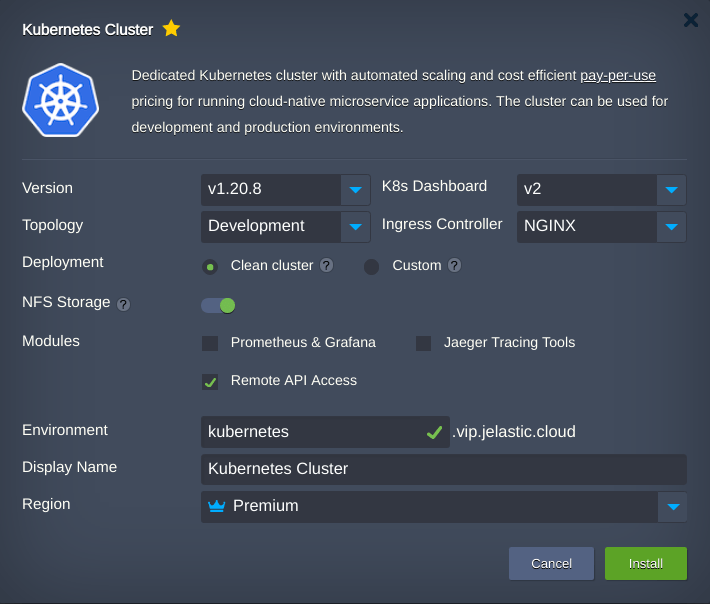 Kubernetes Cluster
Dedicated Kubernetes cluster with automated scaling and cost efficient pay-per-use
pricing for running cloud-native microservice applications. The cluster can be used for
development and production environments.
Version v1.20.8 K8s Dashboard v2
Topology Development Ingress Controller NGINX
Deployment Clean cluster ? Custom ?
NFS Storage ?
Modules Prometheus & Grafana Jaeger Tracing Tools
Remote API Access
Environment kubernetes .vip.jelastic.cloud
Display Name Kubernetes Cluster
Region Premium
Cancel Install